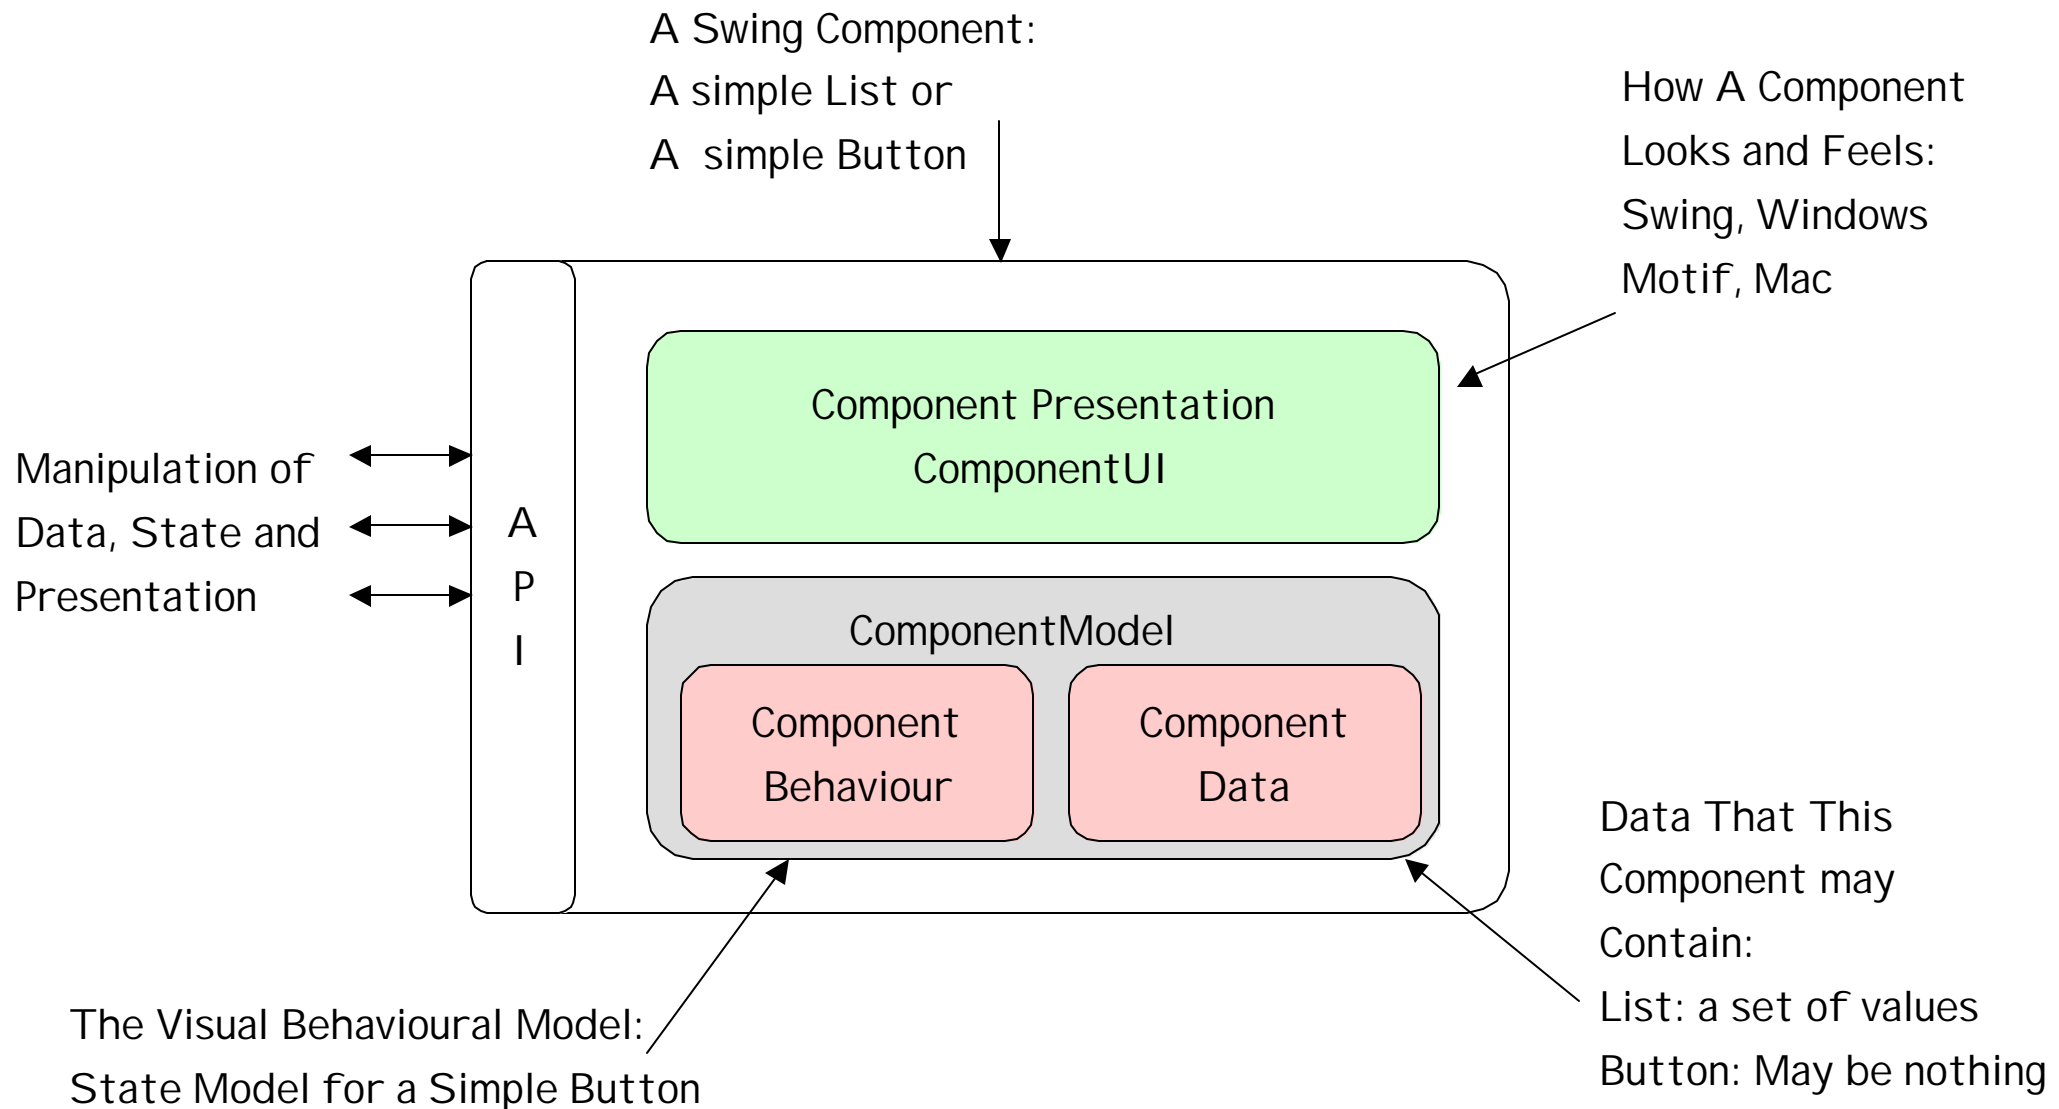 A Swing Component:
A simple List or
A simple Button
How A Component
Looks and Feels:
Swing, Windows
Motif, Mac
Component Presentation
ComponentUI
Manipulation of
Data, State and
Presentation
A
P
I
ComponentModel
Component
Behaviour
Component
Data
Data That This
Component may
Contain:
List: a set of values
Button: May be nothing
The Visual Behavioural Model:
State Model for a Simple Button